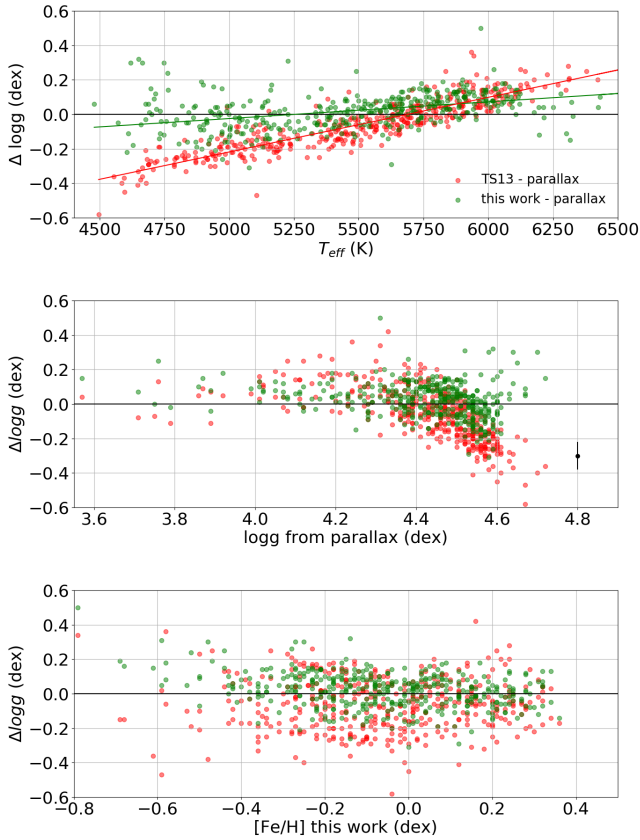 0.6
0.4
0.2
0.0
−0.2
−0.4
−0.6
Δ logg (dex)
TS13 - parallax
this work - parallax
4500 4750 5000 5250 5500 5750 6000 6250 6500
T_eff (K)
0.6
0.4
0.2
0.0
−0.2
−0.4
−0.6
Δlogg (dex)
3.6 3.8 4.0 4.2 4.4 4.6 4.8
logg from parallax (dex)
0.6
0.4
0.2
0.0
−0.2
−0.4
−0.6
Δlogg (dex)
−0.8 −0.6 −0.4 −0.2 0.0 0.2 0.4
[Fe/H] this work (dex)